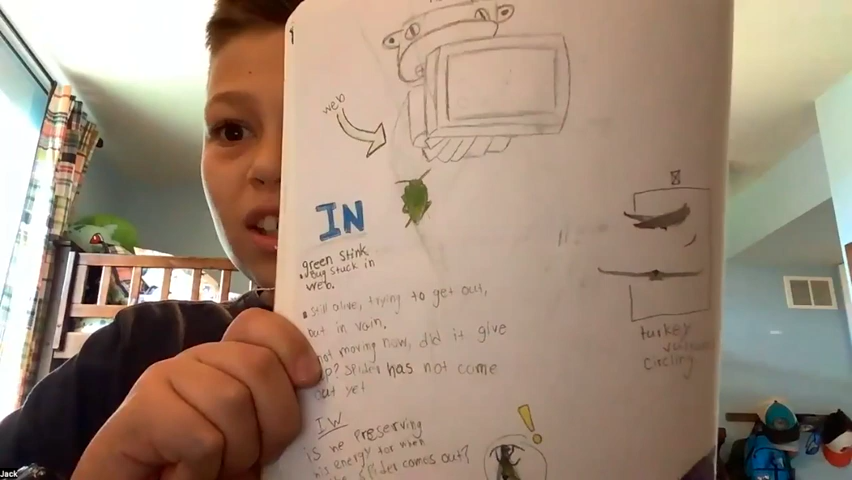 web
IN
green stink
Bug stuck in
web.
still alive, trying to get out,
but in vain.
not moving now, did it give
up? spider has not come
out yet
IW
is he preserving
his energy for when
the spider comes out?
!
turkey
circling
Jack